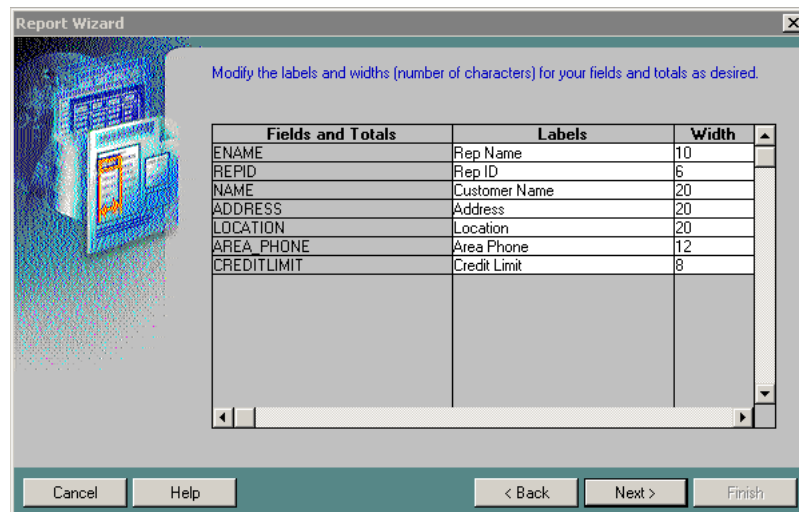 Report Wizard
Modify the labels and widths (number of characters) for your fields and totals as desired.
Fields and Totals Labels Width
ENAME Rep Name 10
REPID Rep ID 6
NAME Customer Name 20
ADDRESS Address 20
LOCATION Location 20
AREA_PHONE Area Phone 12
CREDITLIMIT Credit Limit 8
Cancel Help < Back Next > Finish